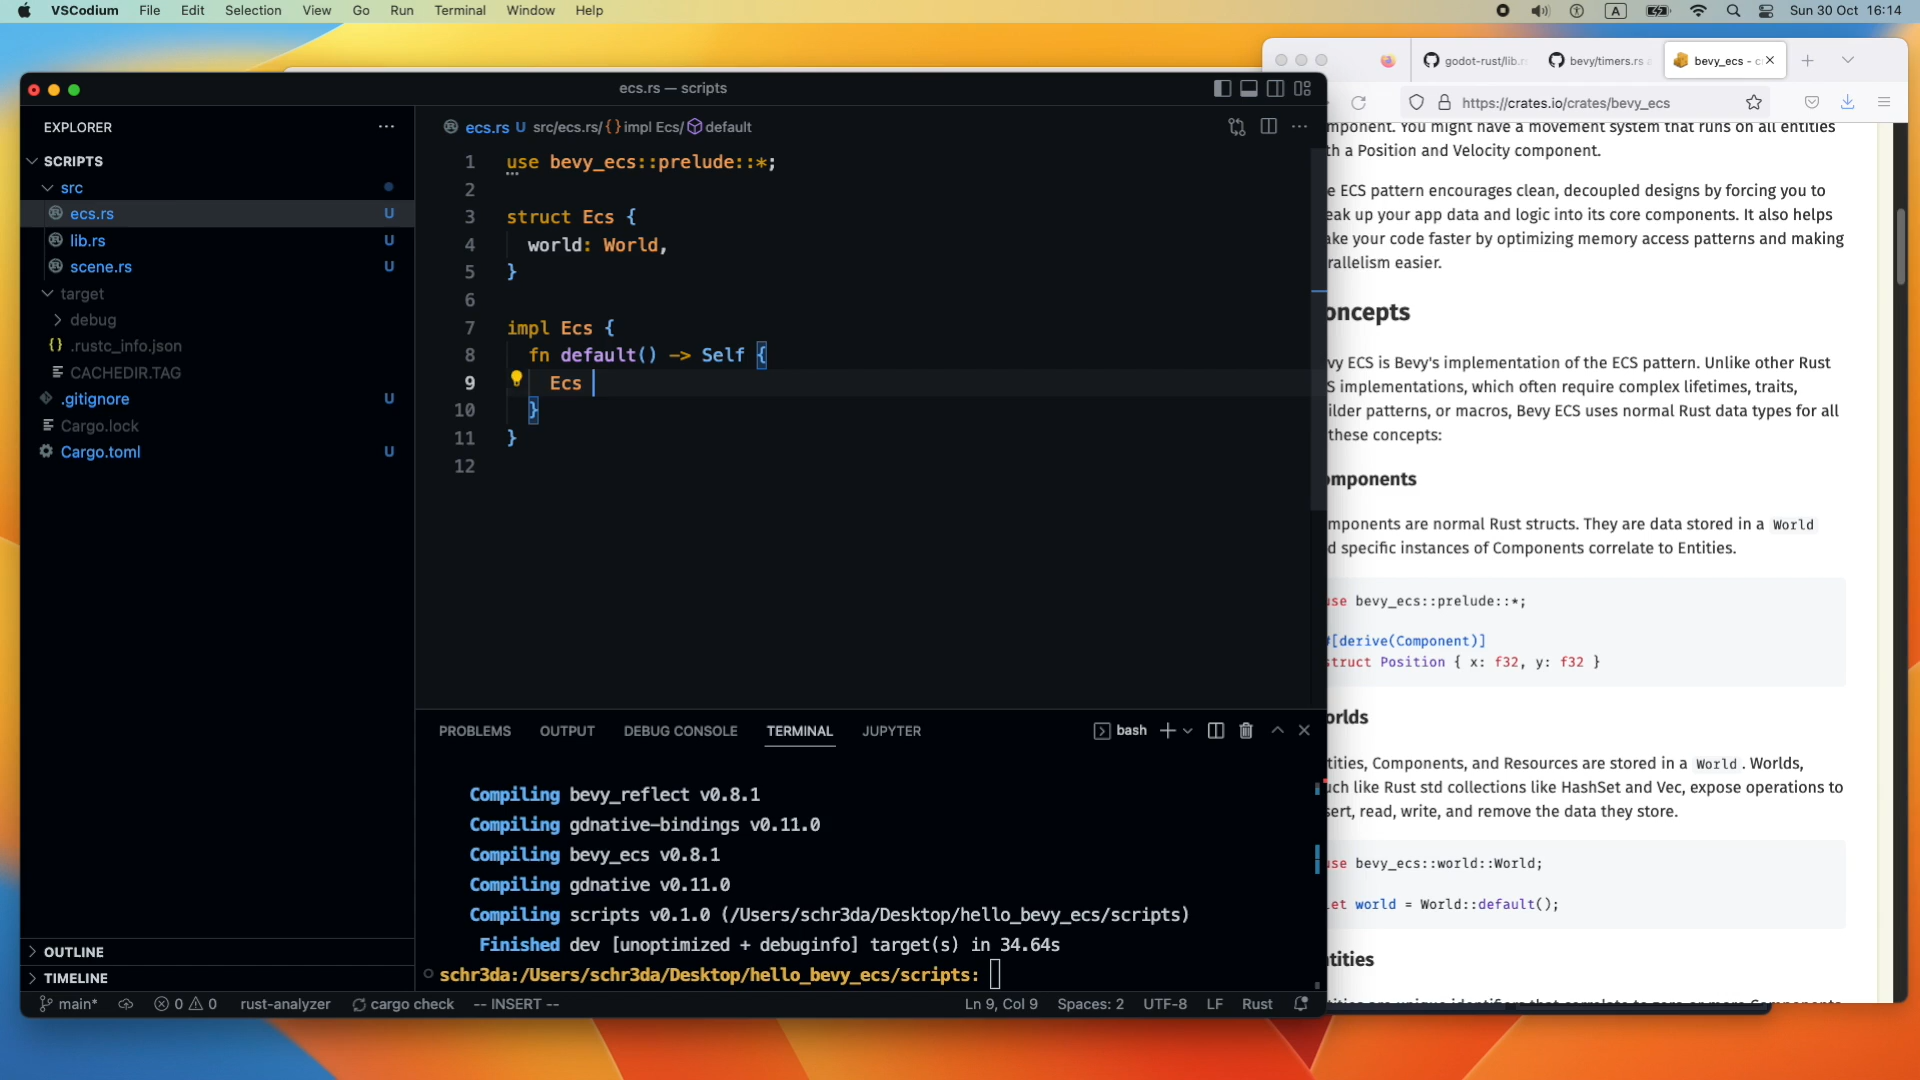 VSCodium File Edit Selection View Go Run Terminal Window Help
A Sun 30 Oct 16:14
godot-rust/lib.r bevy/timers.rs bevy_ecs - c
https://crates.io/crates/bevy_ecs
ecs.rs — scripts
EXPLORER
SCRIPTS
src
ecs.rs U
lib.rs U
scene.rs U
target
debug
.rustc_info.json
CACHEDIR.TAG
.gitignore U
Cargo.lock
Cargo.toml U
OUTLINE
TIMELINE
ecs.rs U src/ecs.rs/ {} impl Ecs/ default
1 use bevy_ecs::prelude::*;
2
3 struct Ecs {
4 world: World,
5 }
6
7 impl Ecs {
8 fn default() -> Self {
9 Ecs
10 }
11 }
12
PROBLEMS OUTPUT DEBUG CONSOLE TERMINAL JUPYTER
bash
Compiling bevy_reflect v0.8.1
Compiling gdnative-bindings v0.11.0
Compiling bevy_ecs v0.8.1
Compiling gdnative v0.11.0
Compiling scripts v0.1.0 (/Users/schr3da/Desktop/hello_bevy_ecs/scripts)
Finished dev [unoptimized + debuginfo] target(s) in 34.64s
schr3da:/Users/schr3da/Desktop/hello_bevy_ecs/scripts:
main* 0 0 rust-analyzer cargo check -- INSERT -- Ln 9, Col 9 Spaces: 2 UTF-8 LF Rust
mponent. You might have a movement system that runs on all entities
th a Position and Velocity component.
e ECS pattern encourages clean, decoupled designs by forcing you to
eak up your app data and logic into its core components. It also helps
ake your code faster by optimizing memory access patterns and making
rallelism easier.
oncepts
vy ECS is Bevy's implementation of the ECS pattern. Unlike other Rust
S implementations, which often require complex lifetimes, traits,
ilder patterns, or macros, Bevy ECS uses normal Rust data types for all
these concepts:
mponents
mponents are normal Rust structs. They are data stored in a World
d specific instances of Components correlate to Entities.
use bevy_ecs::prelude::*;
#[derive(Component)]
struct Position { x: f32, y: f32 }
orlds
tities, Components, and Resources are stored in a World. Worlds,
uch like Rust std collections like HashSet and Vec, expose operations to
sert, read, write, and remove the data they store.
use bevy_ecs::world::World;
let world = World::default();
tities